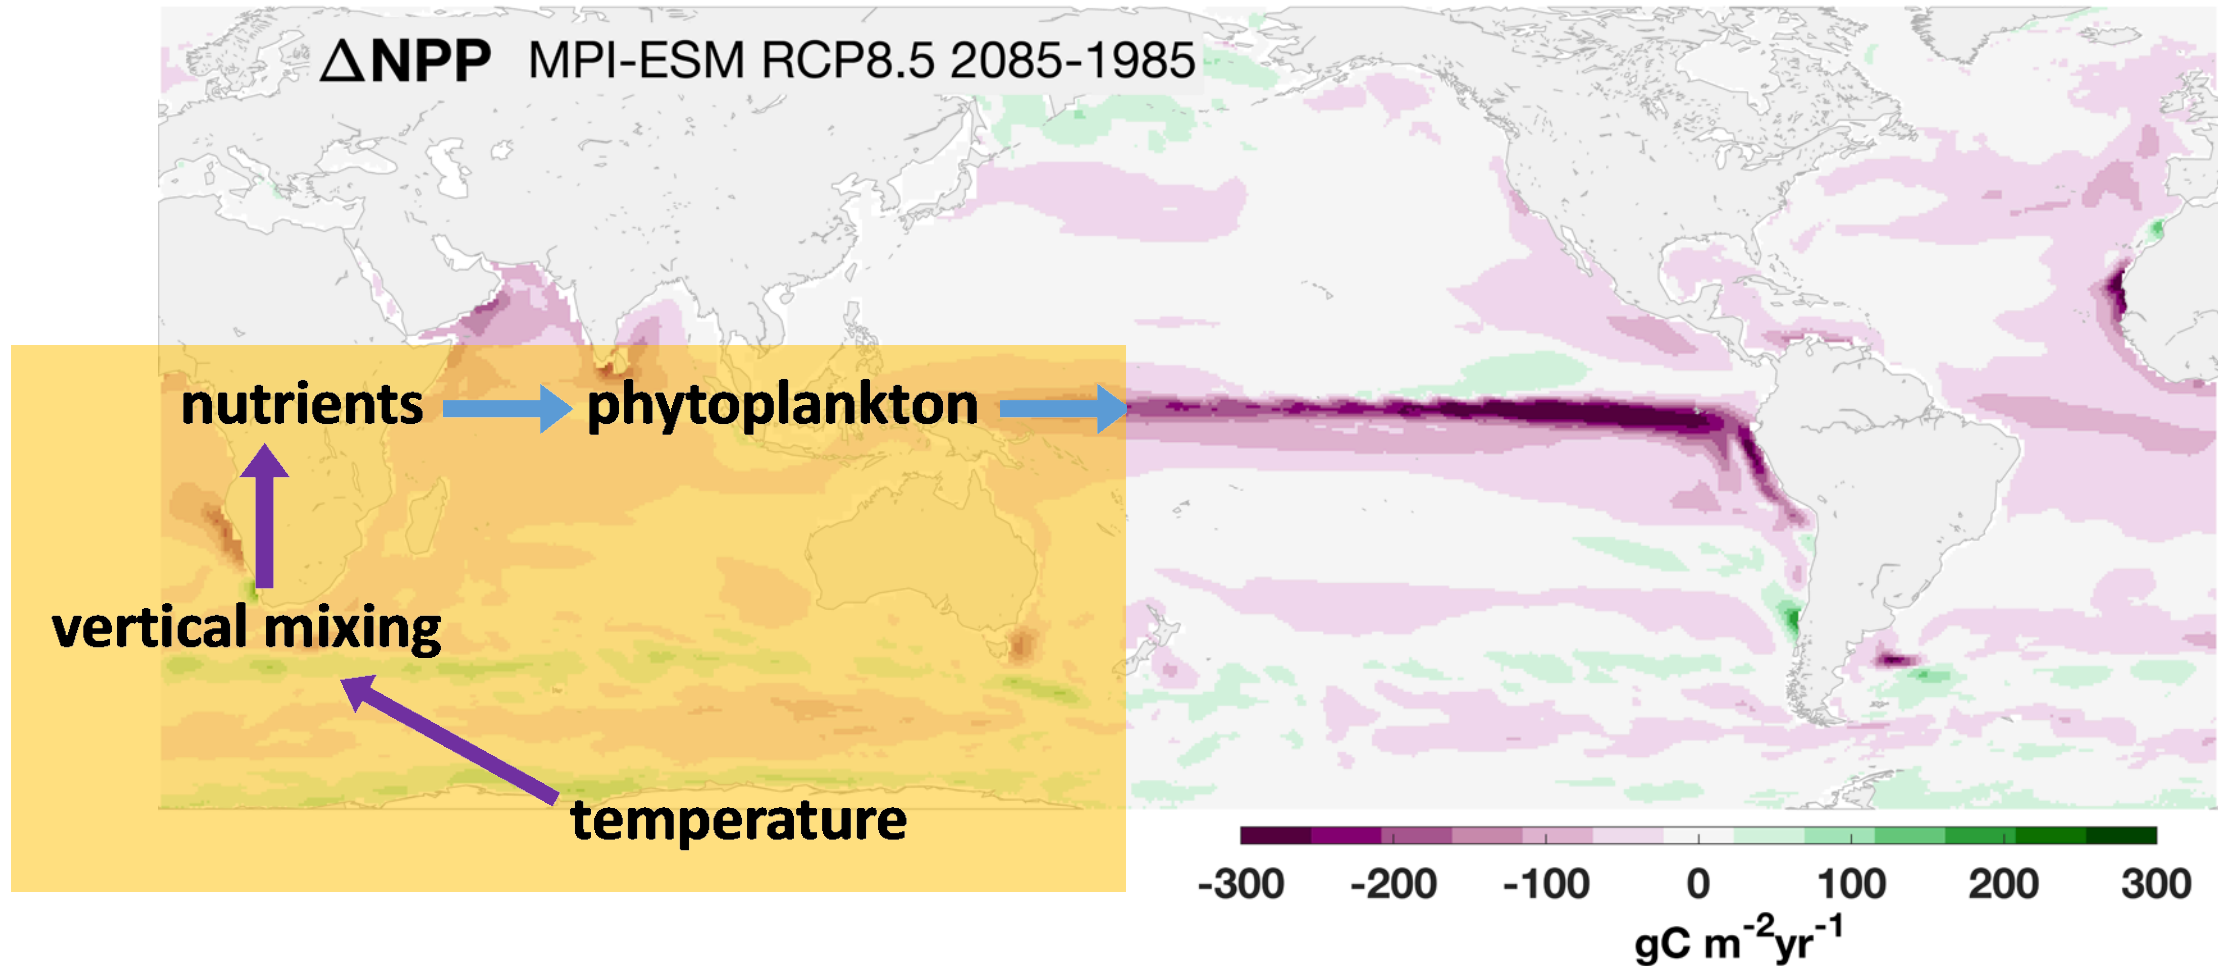 ΔNPP MPI-ESM RCP8.5 2085-1985
nutrients phytoplankton
vertical mixing
temperature
-300 -200 -100 0 100 200 300
gC m⁻²yr⁻¹